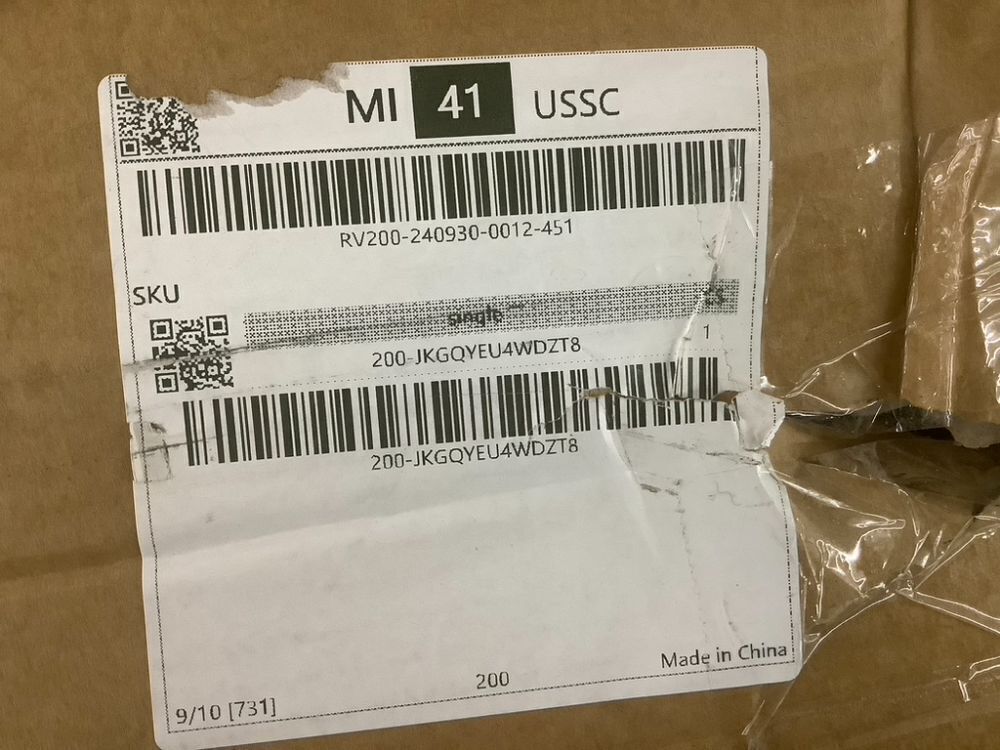 MI 41 USSC
RV200-240930-0012-451
SKU
single
1
200-JKGQYEU4WDZT8
200-JKGQYEU4WDZT8
Made in China
200
9/10 [731]